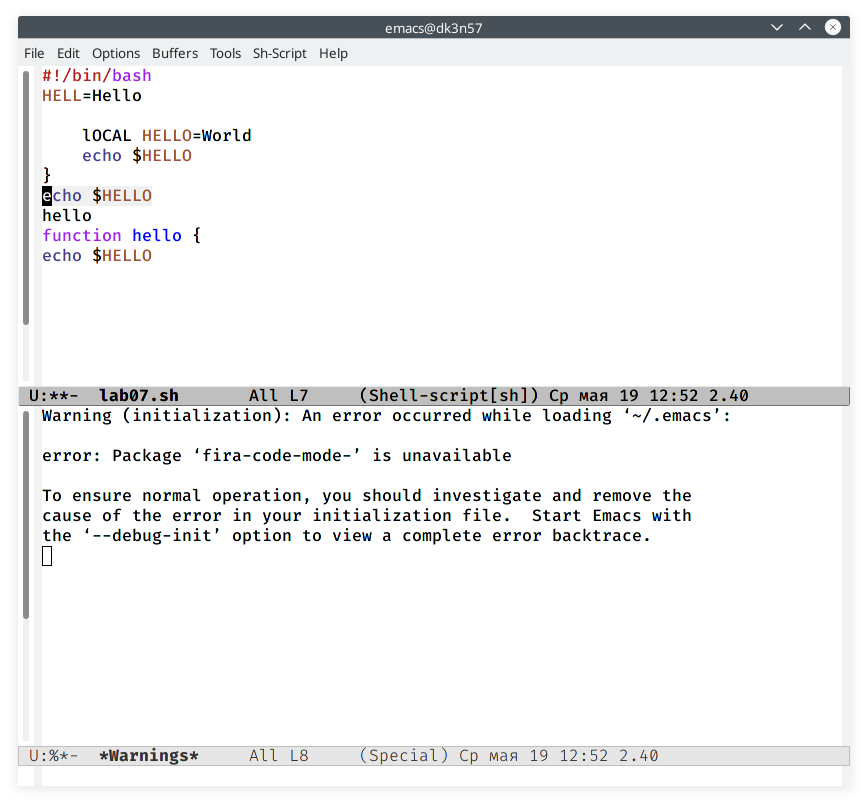 emacs@dk3n57
File Edit Options Buffers Tools Sh-Script Help
#!/bin/bash
HELL=Hello
lOCAL HELLO=World
echo $HELLO
}
echo $HELLO
hello
function hello {
echo $HELLO
U:**- lab07.sh All L7 (Shell-script[sh]) Ср мая 19 12:52 2.40
Warning (initialization): An error occurred while loading ‘~/.emacs’:
error: Package ‘fira-code-mode-’ is unavailable
To ensure normal operation, you should investigate and remove the
cause of the error in your initialization file. Start Emacs with
the ‘--debug-init’ option to view a complete error backtrace.
U:%*- *Warnings* All L8 (Special) Ср мая 19 12:52 2.40